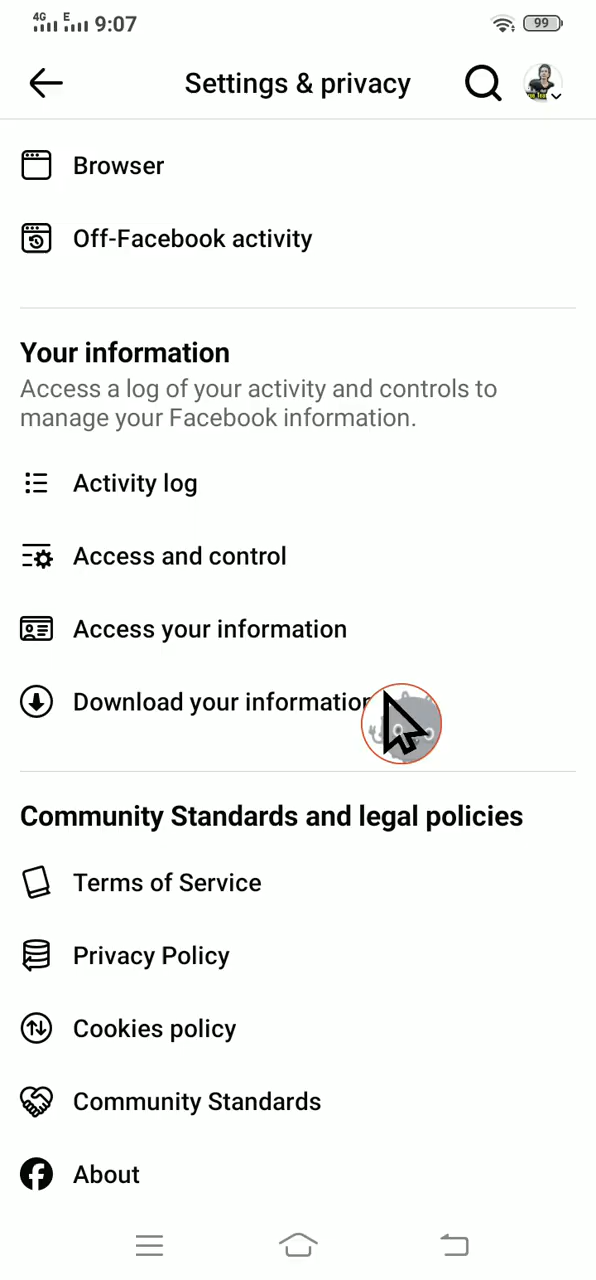 4G E 9:07 99
Settings & privacy
Browser
Off-Facebook activity
Your information
Access a log of your activity and controls to
manage your Facebook information.
Activity log
Access and control
Access your information
Download your information
Community Standards and legal policies
Terms of Service
Privacy Policy
Cookies policy
Community Standards
About